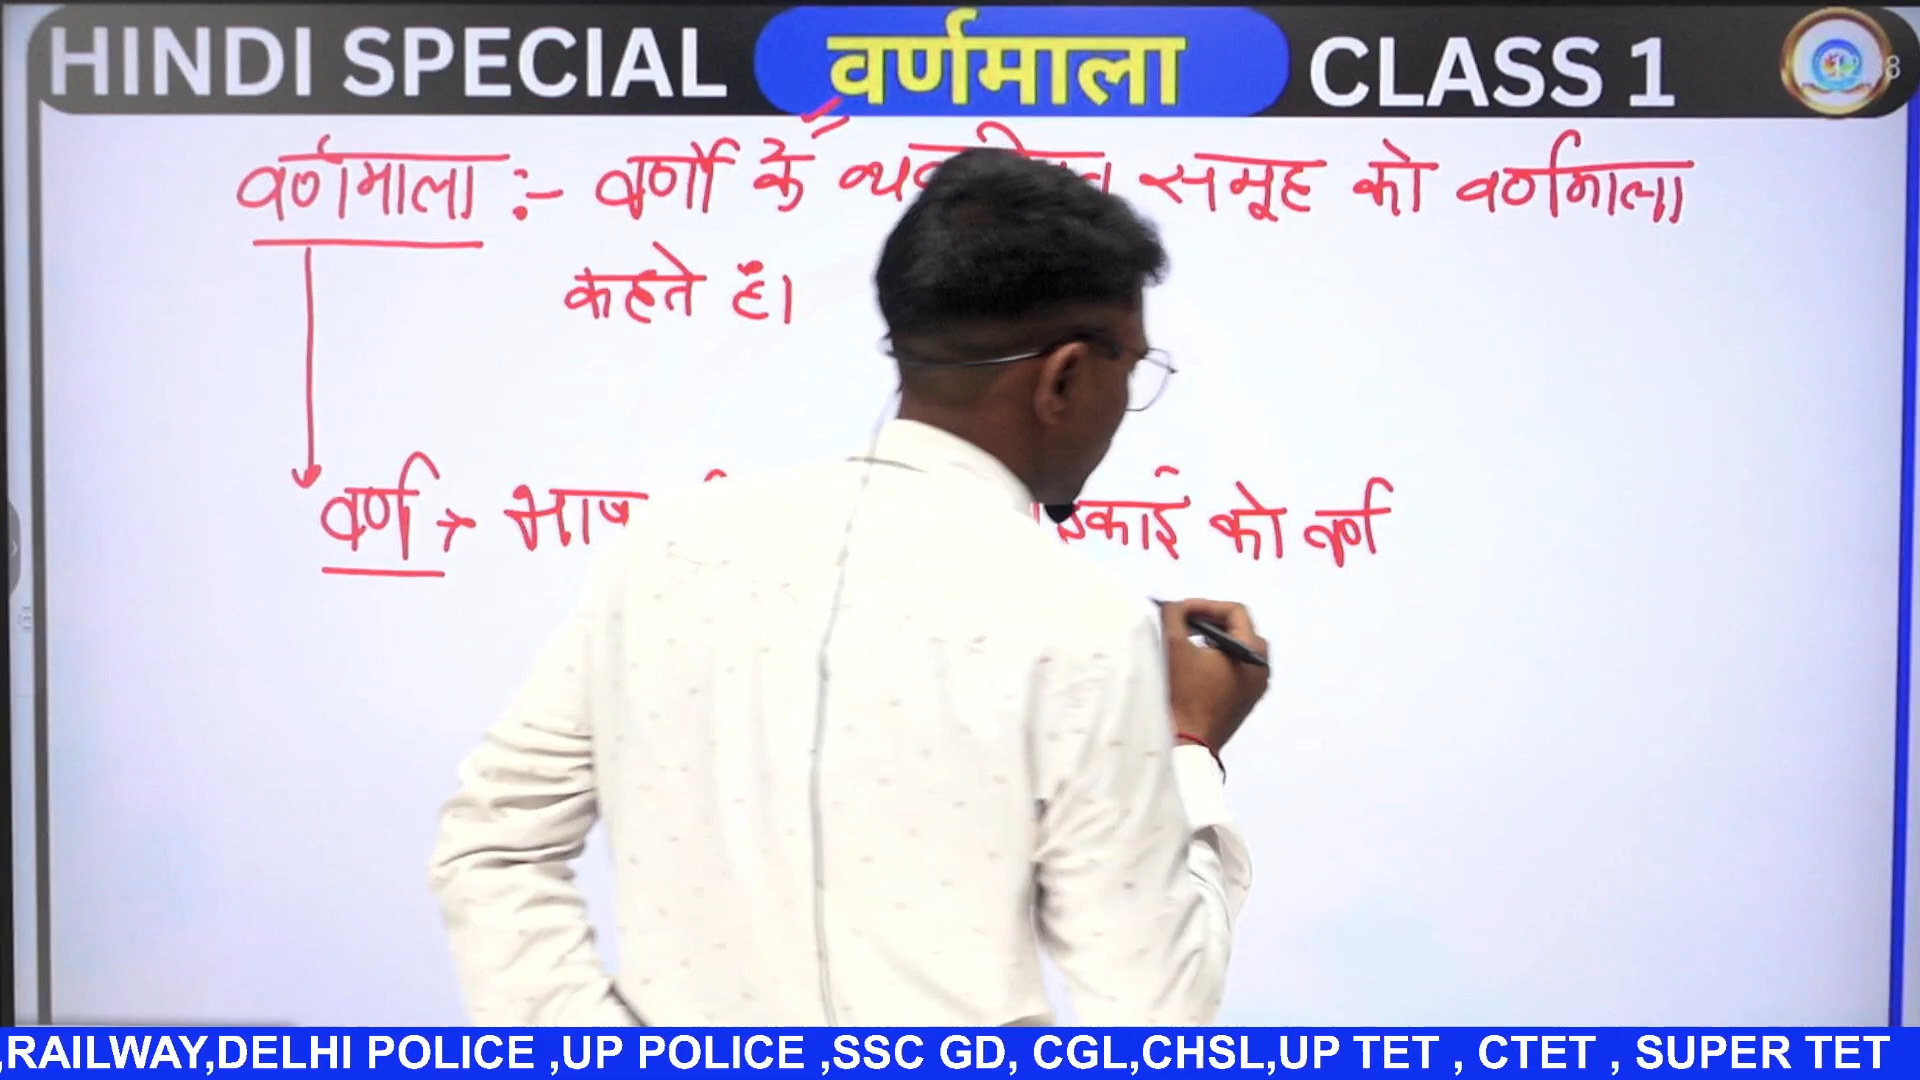 HINDI SPECIAL वर्णमाला CLASS 1
वर्णमाला :- वर्णों के समूह को वर्णमाला
कहते हैं।
वर्ण → इकाई को वर्ण
,RAILWAY,DELHI POLICE ,UP POLICE ,SSC GD, CGL,CHSL,UP TET , CTET , SUPER TET